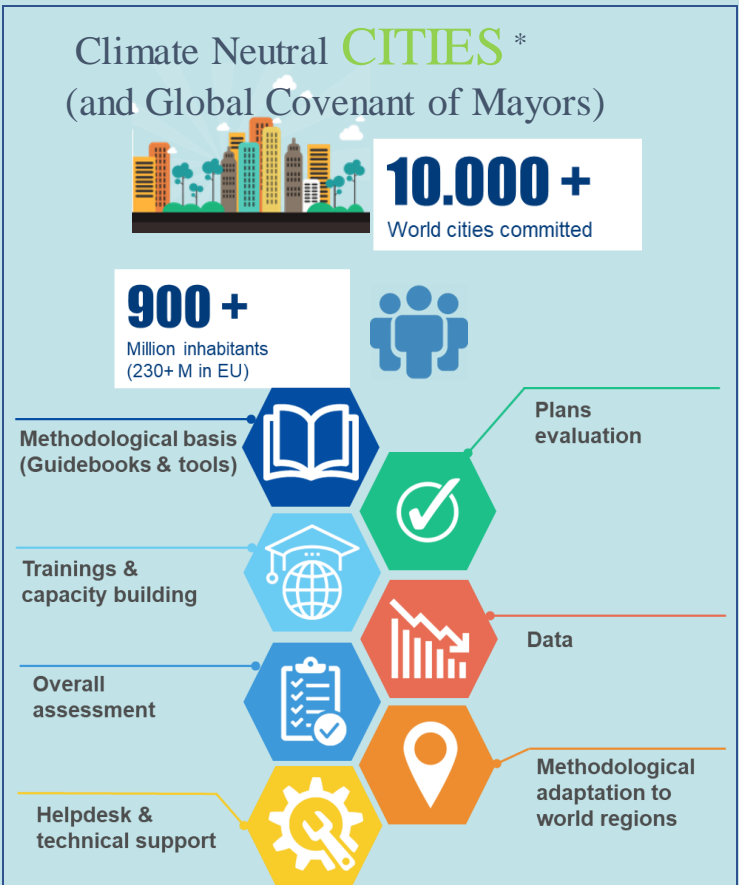 Climate Neutral CITIES *
(and Global Covenant of Mayors)
10.000 +
World cities committed
900 +
Million inhabitants
(230+ M in EU)
Methodological basis
(Guidebooks & tools)
Plans
evaluation
Trainings &
capacity building
Data
Overall
assessment
Methodological
adaptation to
world regions
Helpdesk &
technical support